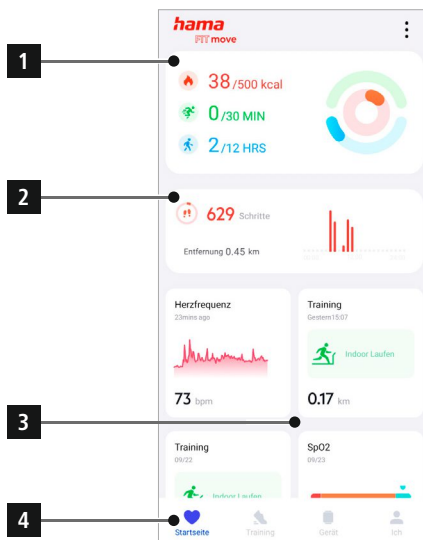 hama
FIT move
1
38/500 kcal
0/30 MIN
2/12 HRS
2
629 Schritte
Entfernung 0.45 km
Herzfrequenz
23mins ago
73 bpm
Training
Gestern15:07
Indoor Laufen
0.17 km
3
Training
09/22
Indoor Laufen
SpO2
09/23
4
Startseite
Training
Gerät
Ich